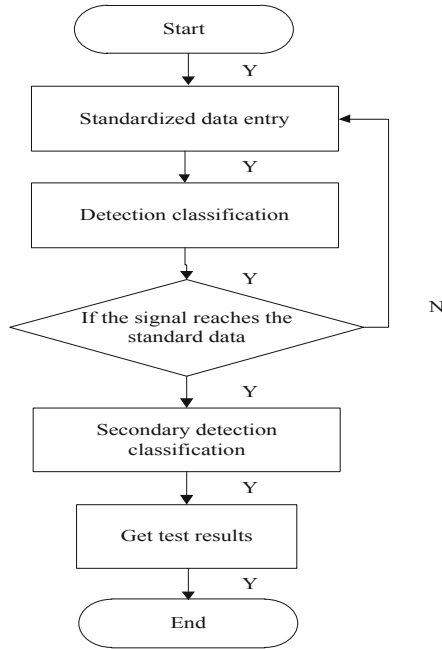 Start
Y
Standardized data entry
Y
Detection classification
Y
If the signal reaches the
standard data
N
Y
Secondary detection
classification
Y
Get test results
Y
End